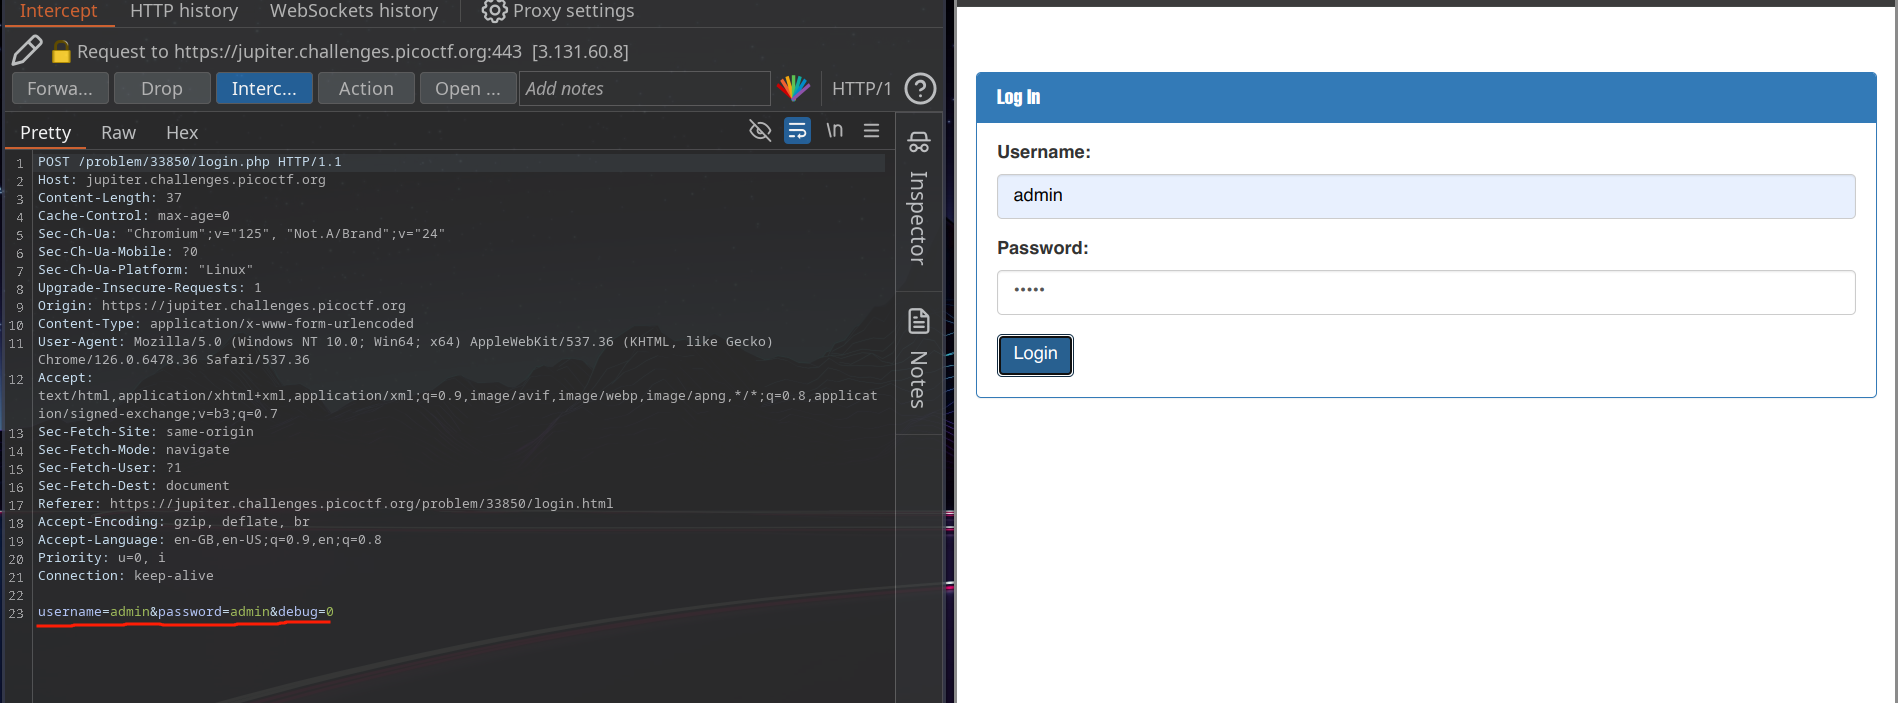 Intercept HTTP history WebSockets history Proxy settings
Request to https://jupiter.challenges.picoctf.org:443 [3.131.60.8]
Forwa... Drop Interc... Action Open ... Add notes HTTP/1 ?
Pretty Raw Hex \n
1 POST /problem/33850/login.php HTTP/1.1
2 Host: jupiter.challenges.picoctf.org
3 Content-Length: 37
4 Cache-Control: max-age=0
5 Sec-Ch-Ua: "Chromium";v="125", "Not.A/Brand";v="24"
6 Sec-Ch-Ua-Mobile: ?0
7 Sec-Ch-Ua-Platform: "Linux"
8 Upgrade-Insecure-Requests: 1
9 Origin: https://jupiter.challenges.picoctf.org
10 Content-Type: application/x-www-form-urlencoded
11 User-Agent: Mozilla/5.0 (Windows NT 10.0; Win64; x64) AppleWebKit/537.36 (KHTML, like Gecko)
Chrome/126.0.6478.36 Safari/537.36
12 Accept:
text/html,application/xhtml+xml,application/xml;q=0.9,image/avif,image/webp,image/apng,*/*;q=0.8,applicat
ion/signed-exchange;v=b3;q=0.7
13 Sec-Fetch-Site: same-origin
14 Sec-Fetch-Mode: navigate
15 Sec-Fetch-User: ?1
16 Sec-Fetch-Dest: document
17 Referer: https://jupiter.challenges.picoctf.org/problem/33850/login.html
18 Accept-Encoding: gzip, deflate, br
19 Accept-Language: en-GB,en-US;q=0.9,en;q=0.8
20 Priority: u=0, i
21 Connection: keep-alive
22
23 username=admin&password=admin&debug=0
Inspector
Notes
Log In
Username:
admin
Password:
•••••
Login